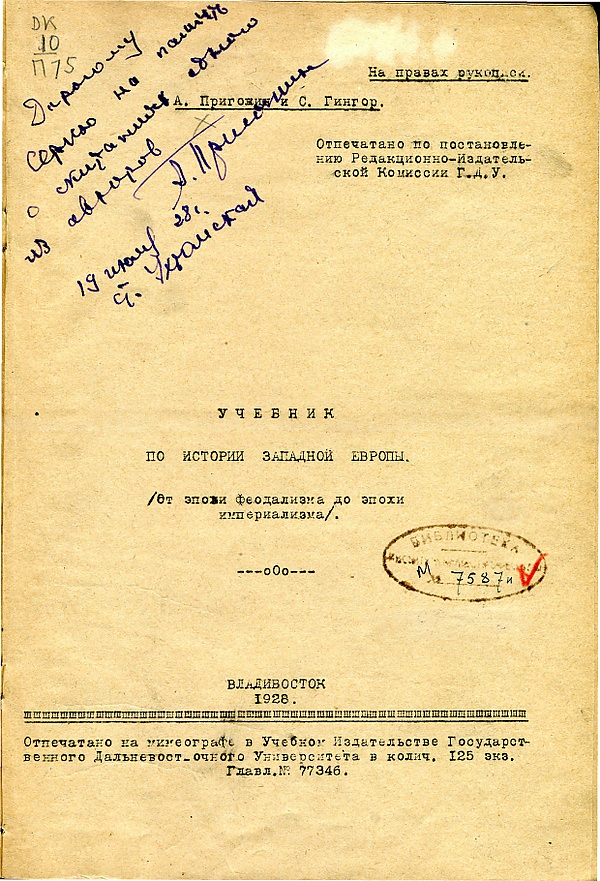 DK
10
П75
Дорогому
Сергею на память
о скитаниях одного
из авторов
А. Пригожин
19 июля 28 г.
На правах рукописи.
А. Пригожин и С. Гингор.
Отпечатано по постановле-
нию Редакционно-Издатель-
ской Комиссии Г.Д.У.
УЧЕБНИК
ПО ИСТОРИИ ЗАПАДНОЙ ЕВРОПЫ.
/От эпохи феодализма до эпохи
империализма/.
---оОо---
БИБЛИОТЕКА
М 7587и
ВЛАДИВОСТОК
1928.
Отпечатано на мимеографе в Учебном Издательстве Государст-
венного Дальневосточного Университета в колич. 125 экз.
Главл.№ 77346.